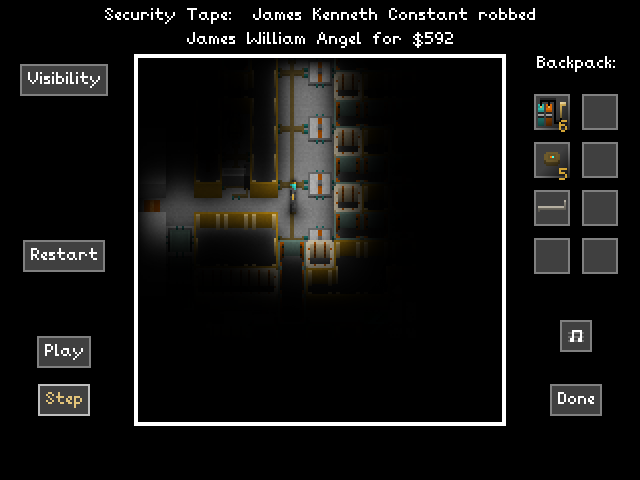 Security Tape: James Kenneth Constant robbed
James William Angel for $592
Visibility
Backpack:
6
5
Restart
Play
Step
Done